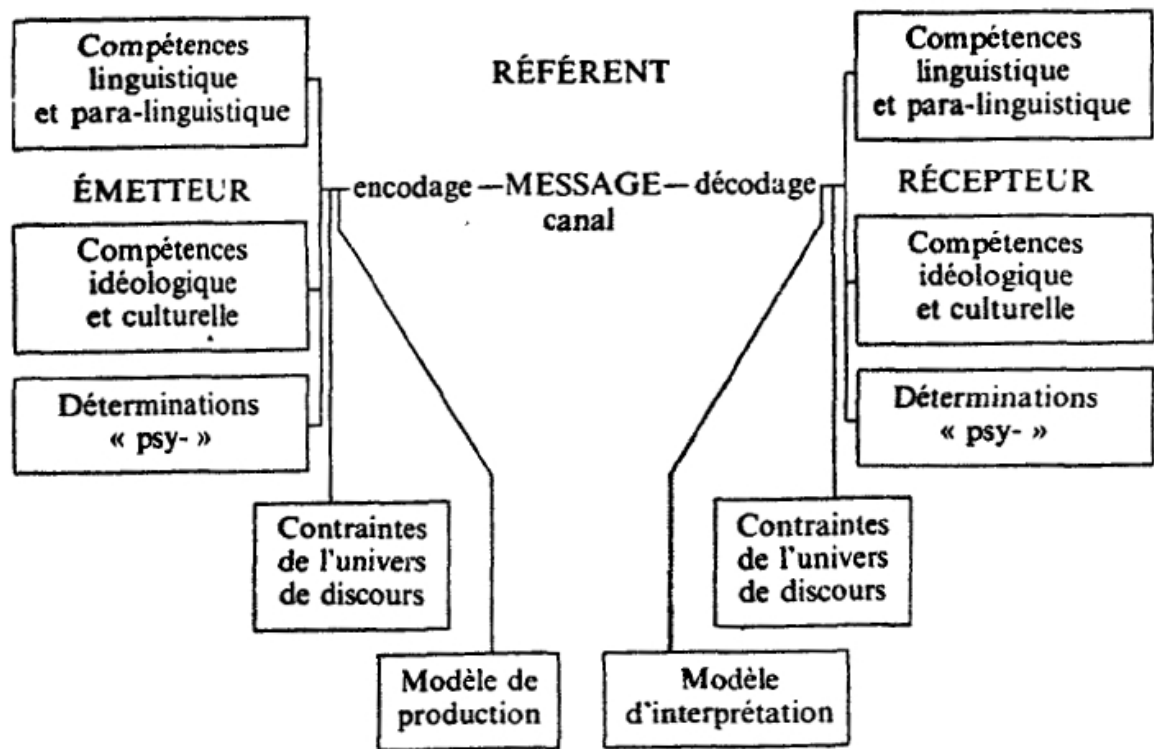 Compétences
linguistique
et para-linguistique
RÉFÉRENT
Compétences
linguistique
et para-linguistique
ÉMETTEUR
encodage — MESSAGE — décodage
canal
RÉCEPTEUR
Compétences
idéologique
et culturelle
Compétences
idéologique
et culturelle
Déterminations
« psy- »
Déterminations
« psy- »
Contraintes
de l'univers
de discours
Contraintes
de l'univers
de discours
Modèle de
production
Modèle
d'interprétation